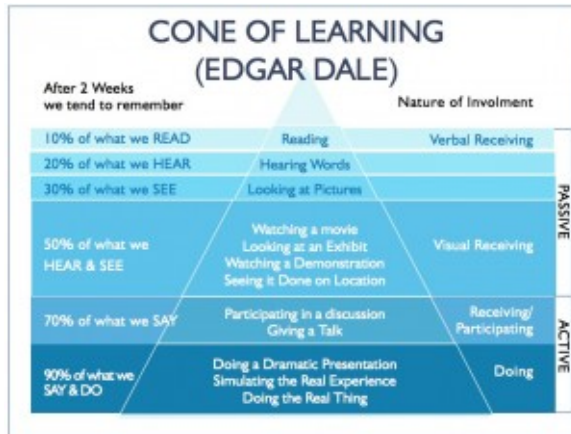 CONE OF LEARNING
(EDGAR DALE)
After 2 Weeks
we tend to remember
Nature of Involment
10% of what we READ
Reading
Verbal Receiving
20% of what we HEAR
Hearing Words
30% of what we SEE
Looking at Pictures
50% of what we
HEAR & SEE
Watching a movie
Looking at an Exhibit
Watching a Demonstration
Seeing it Done on Location
Visual Receiving
PASSIVE
70% of what we SAY
Participating in a discussion
Giving a Talk
Receiving/
Participating
90% of what we
SAY & DO
Doing a Dramatic Presentation
Simulating the Real Experience
Doing the Real Thing
Doing
ACTIVE